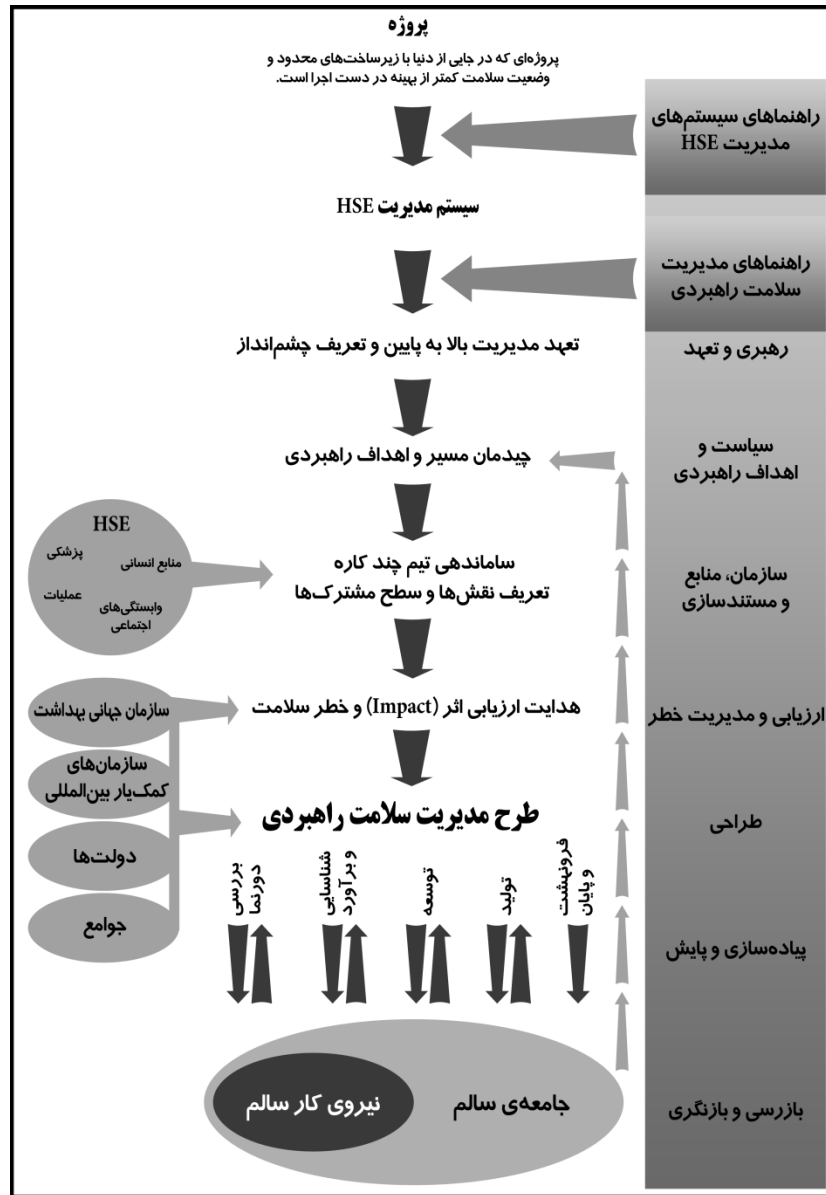 پروژه
پروژه‌ای که در جایی از دنیا با زیرساخت‌های محدود و
وضعیت سلامت کمتر از بهینه در دست اجرا است.
راهنماهای سیستم‌های
مدیریت HSE
سیستم مدیریت HSE
راهنماهای مدیریت
سلامت راهبردی
تعهد مدیریت بالا به پایین و تعریف چشم‌انداز
رهبری و تعهد
چیدمان مسیر و اهداف راهبردی
سیاست و
اهداف راهبردی
HSE
پزشکی
منابع انسانی
عملیات
وابستگی‌های
اجتماعی
ساماندهی تیم چند کاره
تعریف نقش‌ها و سطح مشترک‌ها
سازمان، منابع
و مستندسازی
سازمان جهانی بهداشت
هدایت ارزیابی اثر (Impact) و خطر سلامت
ارزیابی و مدیریت خطر
سازمان‌های
کمک‌یار بین‌المللی
دولت‌ها
جوامع
طرح مدیریت سلامت راهبردی
طراحی
بررسی
دورنما
شناسایی
و برآورد
توسعه
تولید
فرونهشت
و پایان
پیاده‌سازی و پایش
نیروی کار سالم
جامعه‌ی سالم
بازرسی و بازنگری